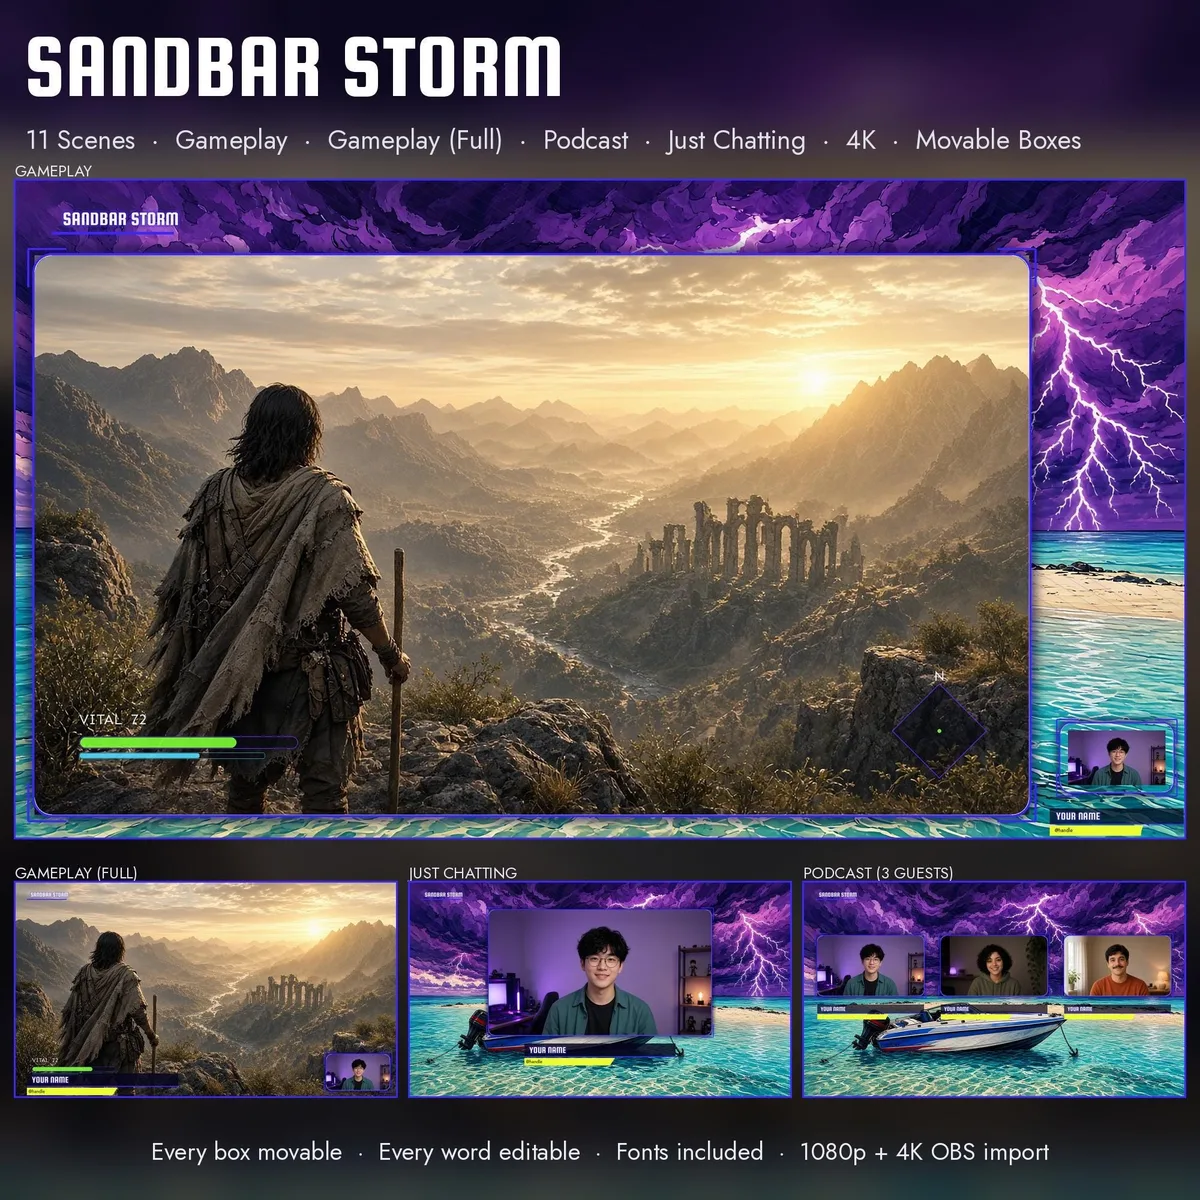 SANDBAR STORM
11 Scenes · Gameplay · Gameplay (Full) · Podcast · Just Chatting · 4K · Movable Boxes
GAMEPLAY
SANDBAR STORM
N
VITAL 72
YOUR NAME
@handle
GAMEPLAY (FULL)
JUST CHATTING
PODCAST (3 GUESTS)
SANDBAR STORM
SANDBAR STORM
SANDBAR STORM
VITAL 72
YOUR NAME
@handle
YOUR NAME
@handle
YOUR NAME
YOUR NAME
YOUR NAME
Every box movable · Every word editable · Fonts included · 1080p + 4K OBS import